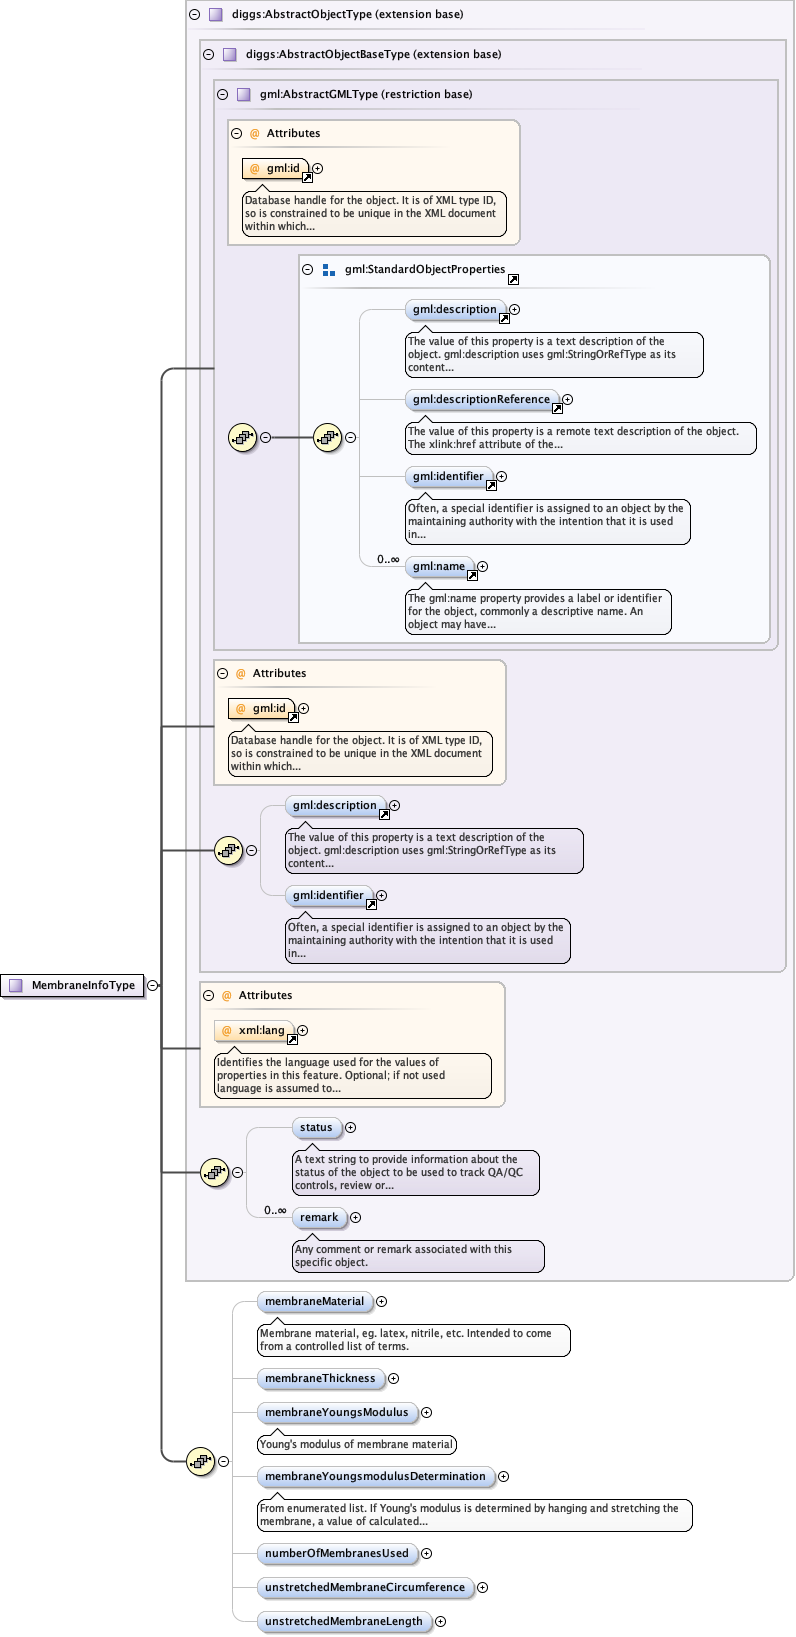 diggs:AbstractObjectType (extension base)
diggs:AbstractObjectBaseType (extension base)
gml:AbstractGMLType (restriction base)
@ Attributes
@ gml:id
Database handle for the object. It is of XML type ID,
so is constrained to be unique in the XML document
within which...
gml:StandardObjectProperties
gml:description
The value of this property is a text description of the
object. gml:description uses gml:StringOrRefType as its
content...
gml:descriptionReference
The value of this property is a remote text description of the object.
The xlink:href attribute of the...
gml:identifier
Often, a special identifier is assigned to an object by the
maintaining authority with the intention that it is used
in...
0..∞
gml:name
The gml:name property provides a label or identifier
for the object, commonly a descriptive name. An
object may have...
@ Attributes
@ gml:id
Database handle for the object. It is of XML type ID,
so is constrained to be unique in the XML document
within which...
gml:description
The value of this property is a text description of the
object. gml:description uses gml:StringOrRefType as its
content...
gml:identifier
Often, a special identifier is assigned to an object by the
maintaining authority with the intention that it is used
in...
MembraneInfoType
@ Attributes
@ xml:lang
Identifies the language used for the values of
properties in this feature. Optional; if not used
language is assumed to...
status
A text string to provide information about the
status of the object to be used to track QA/QC
controls, review or...
0..∞
remark
Any comment or remark associated with this
specific object.
membraneMaterial
Membrane material, eg. latex, nitrile, etc. Intended to come
from a controlled list of terms.
membraneThickness
membraneYoungsModulus
Young's modulus of membrane material
membraneYoungsmodulusDetermination
From enumerated list. If Young's modulus is determined by hanging and stretching the
membrane, a value of calculated...
numberOfMembranesUsed
unstretchedMembraneCircumference
unstretchedMembraneLength